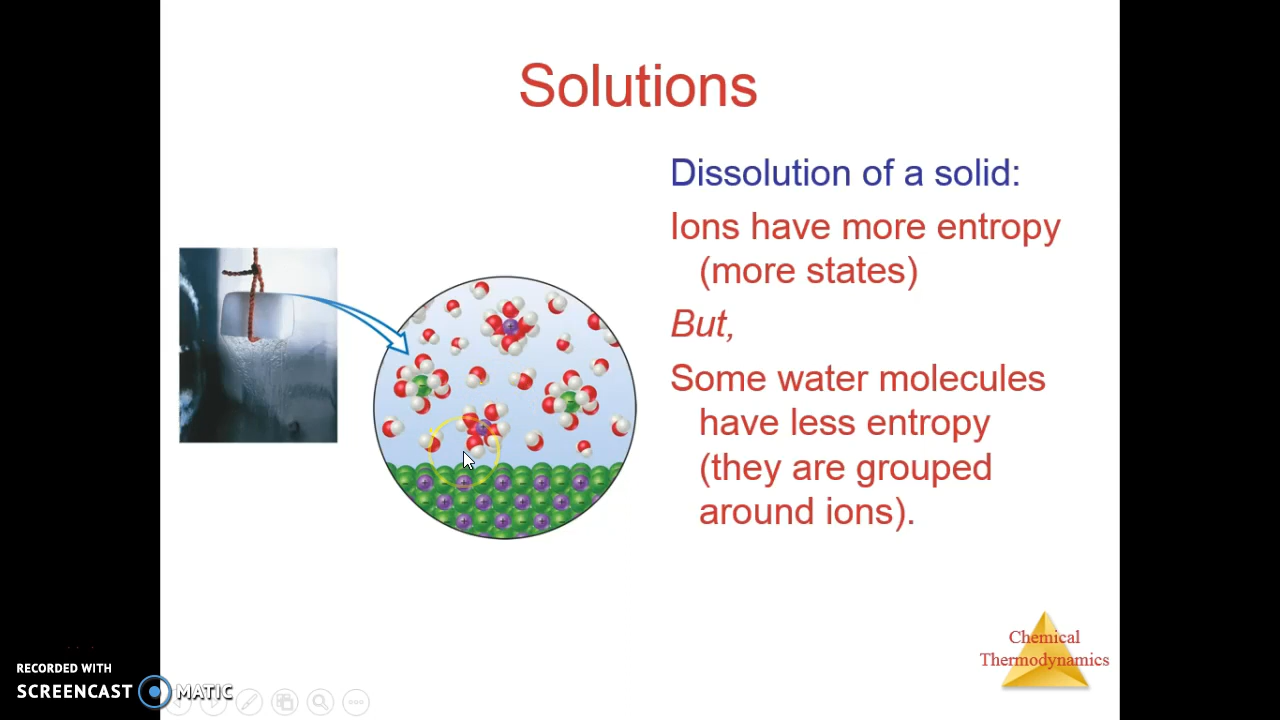 Solutions
Dissolution of a solid:
Ions have more entropy
(more states)
But,
Some water molecules
have less entropy
(they are grouped
around ions).
Chemical
Thermodynamics
RECORDED WITH
SCREENCAST MATIC